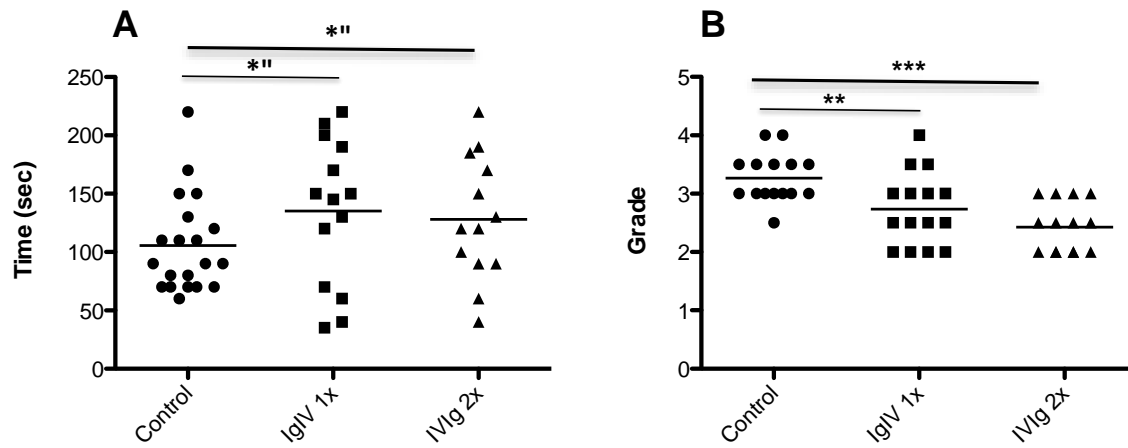 A
*"
*"
250
200
150
100
50
0
Time (sec)
Control
IgIV 1x
IVIg 2x
B
***
**
5
4
3
2
1
0
Grade
Control
IgIV 1x
IVIg 2x